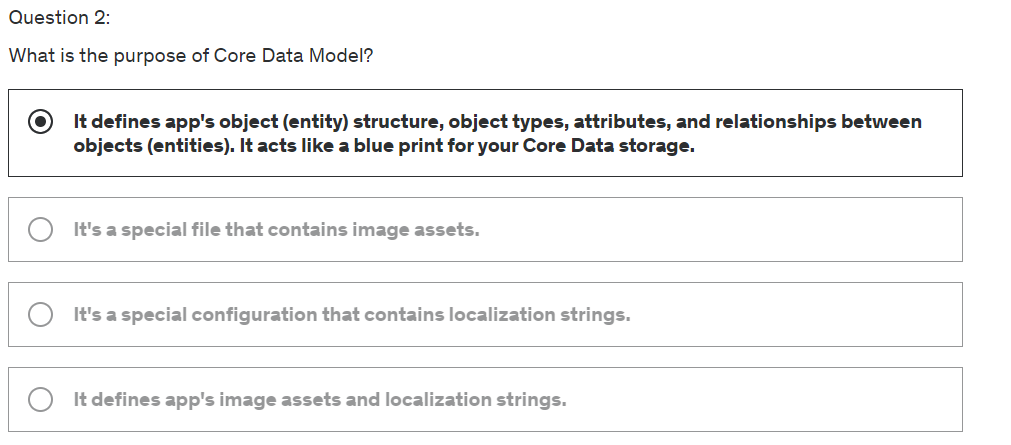 Question 2:
What is the purpose of Core Data Model?
It defines app's object (entity) structure, object types, attributes, and relationships between
objects (entities). It acts like a blue print for your Core Data storage.
It's a special file that contains image assets.
It's a special configuration that contains localization strings.
It defines app's image assets and localization strings.